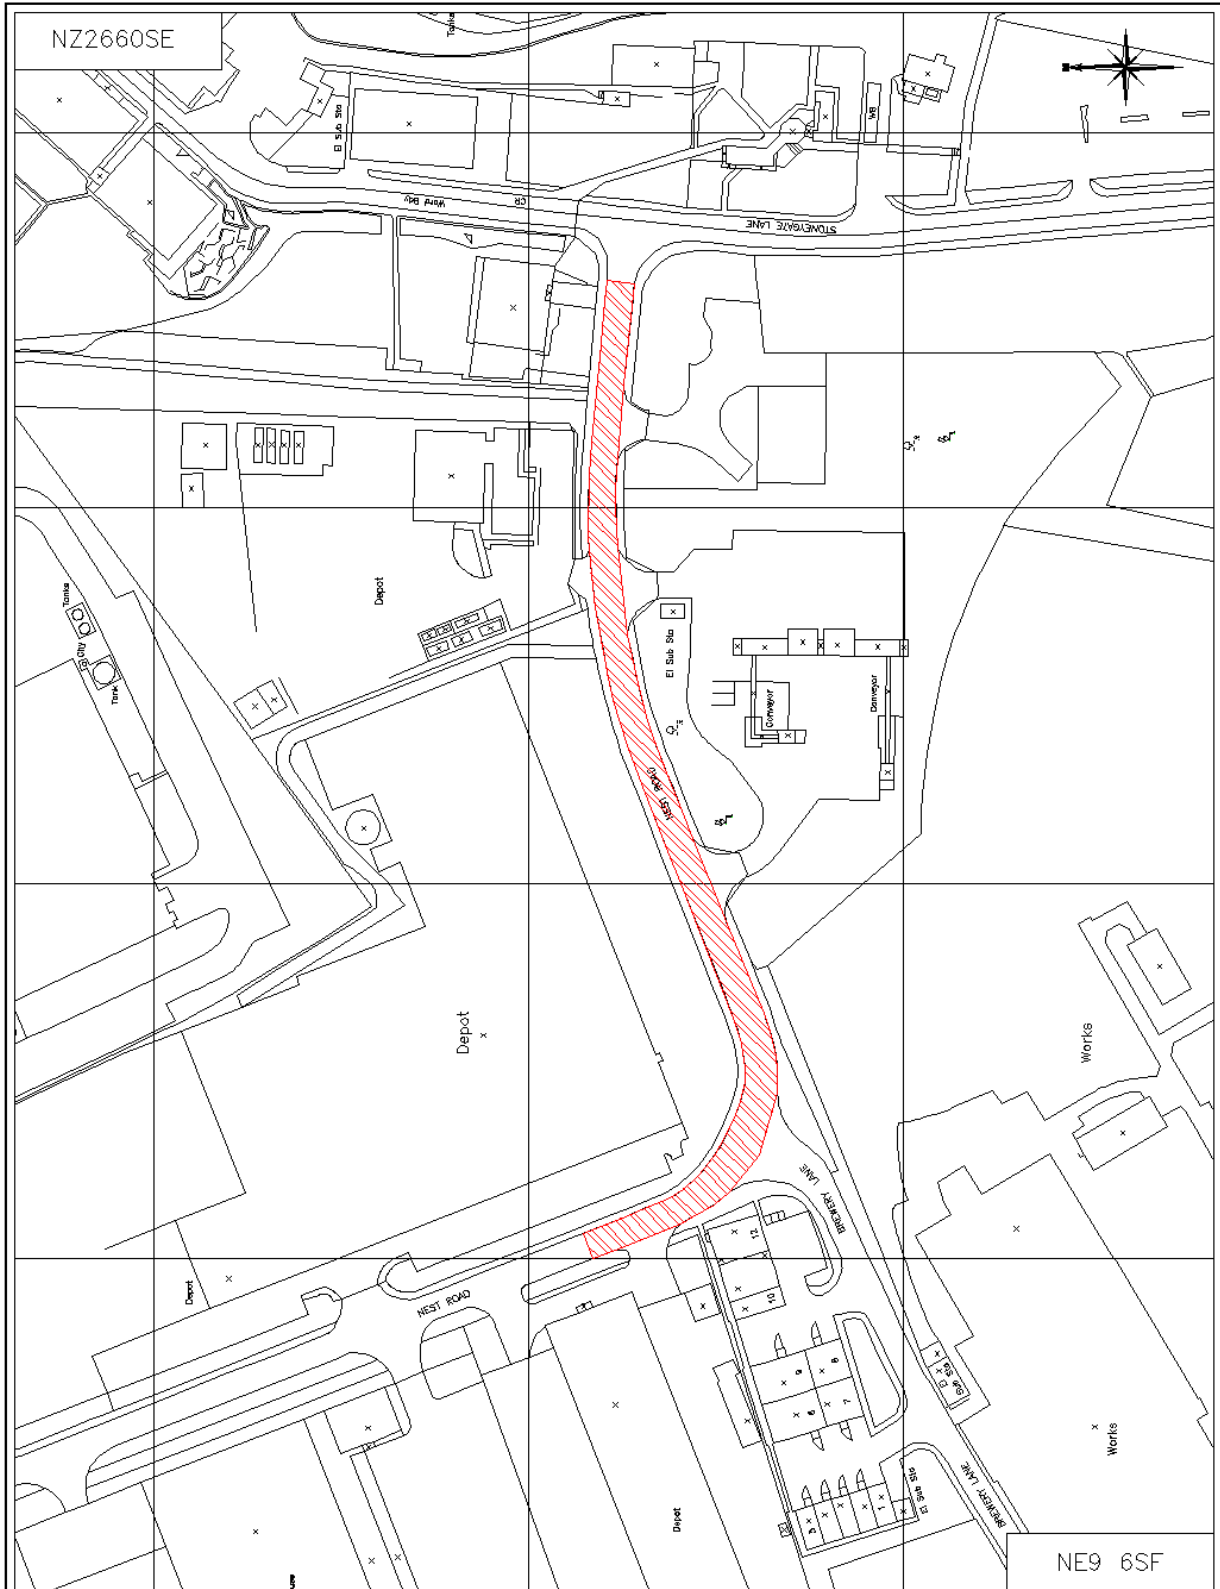 NZ2660SE
Tanks
El Sub Sta
WB
Ward Bdy
CR
STONEYGATE LANE
Depot
Tanks
El Sub Sta
Tank
Conveyor
Conveyor
NEST ROAD
Depot
Works
BREWERY LANE
12
Depot
NEST ROAD
10
9
8
El
Sub Sta
6
7
Works
El Sub Sta
3
1
Depot
BREWERY LANE
NE9 6SF